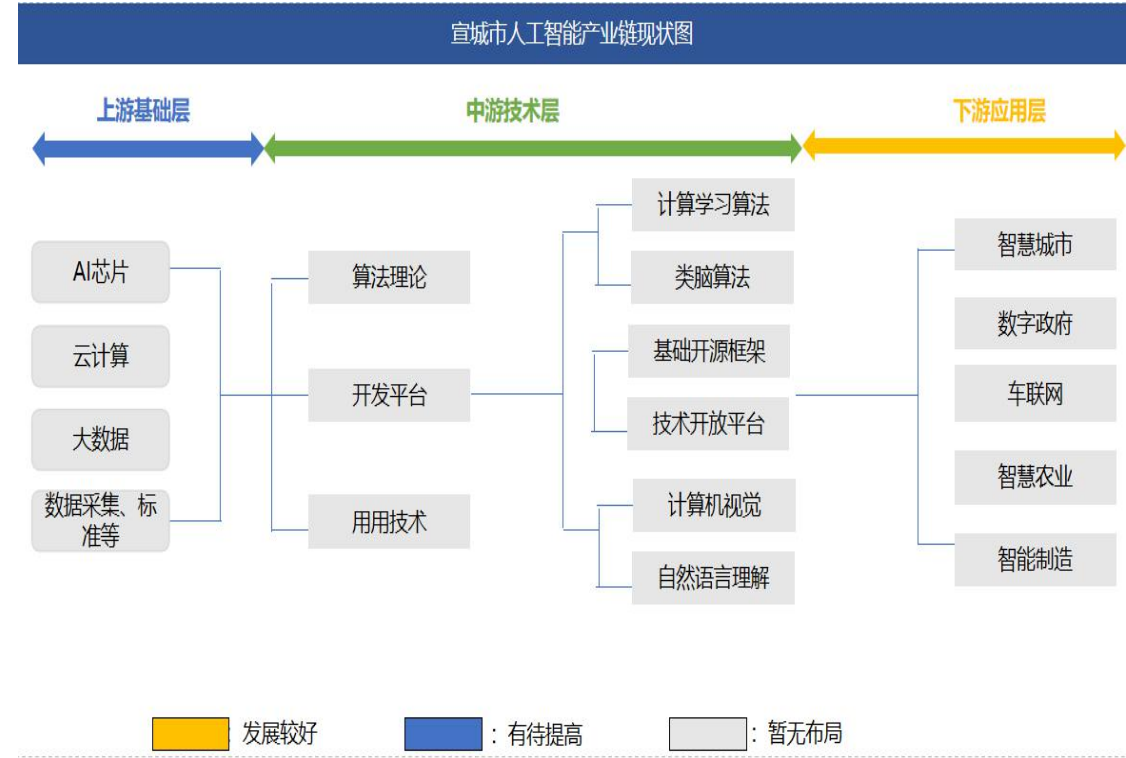 宣城市人工智能产业链现状图
上游基础层
中游技术层
下游应用层
AI芯片
云计算
大数据
数据采集、标
准等
算法理论
开发平台
用用技术
计算学习算法
类脑算法
基础开源框架
技术开放平台
计算机视觉
自然语言理解
智慧城市
数字政府
车联网
智慧农业
智能制造
：发展较好
：有待提高
：暂无布局